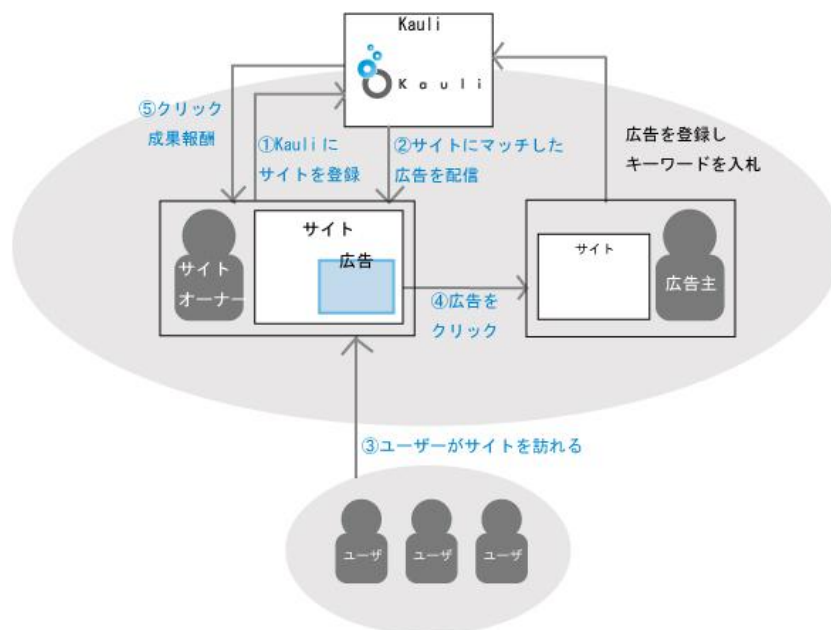 Kauli
Kauli
⑤クリック
成果報酬
①Kauliに
サイトを登録
②サイトにマッチした
広告を配信
広告を登録し
キーワードを入札
サイト
広告
サイト
オーナー
サイト
広告主
④広告を
クリック
③ユーザーがサイトを訪れる
ユーザ
ユーザ
ユーザ